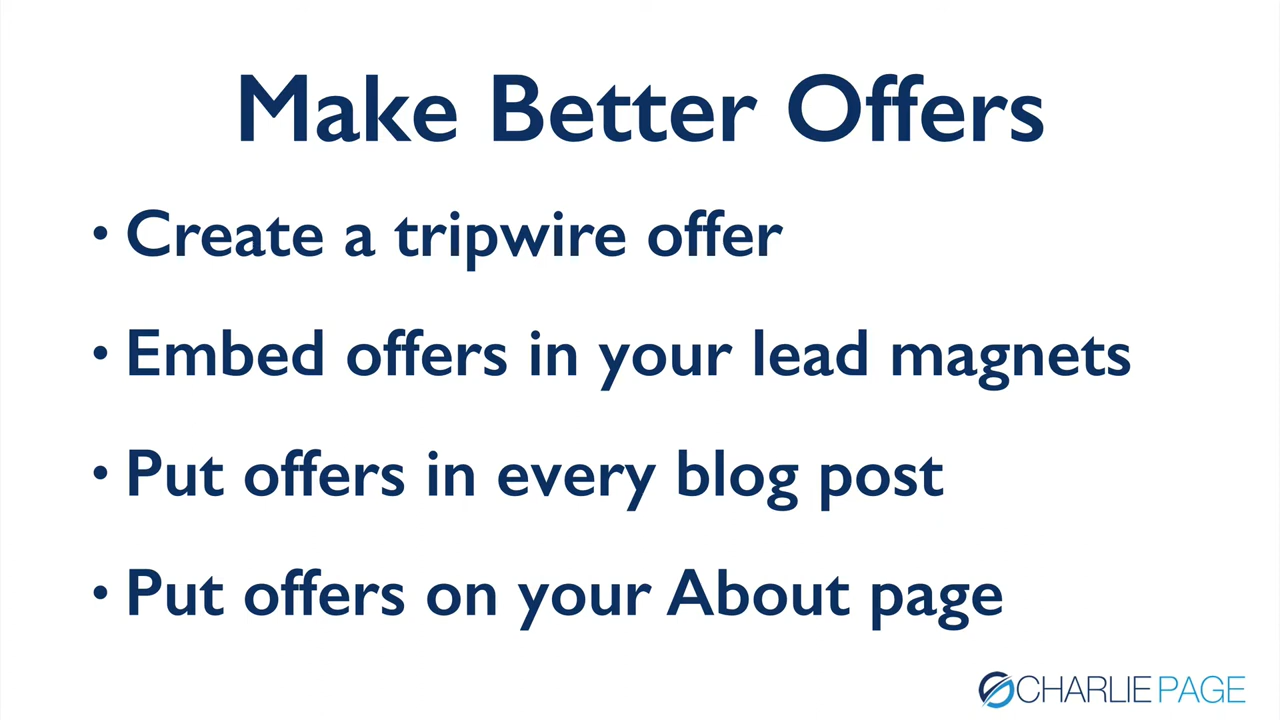 Make Better Offers
• Create a tripwire offer
• Embed offers in your lead magnets
• Put offers in every blog post
• Put offers on your About page
CHARLIE PAGE